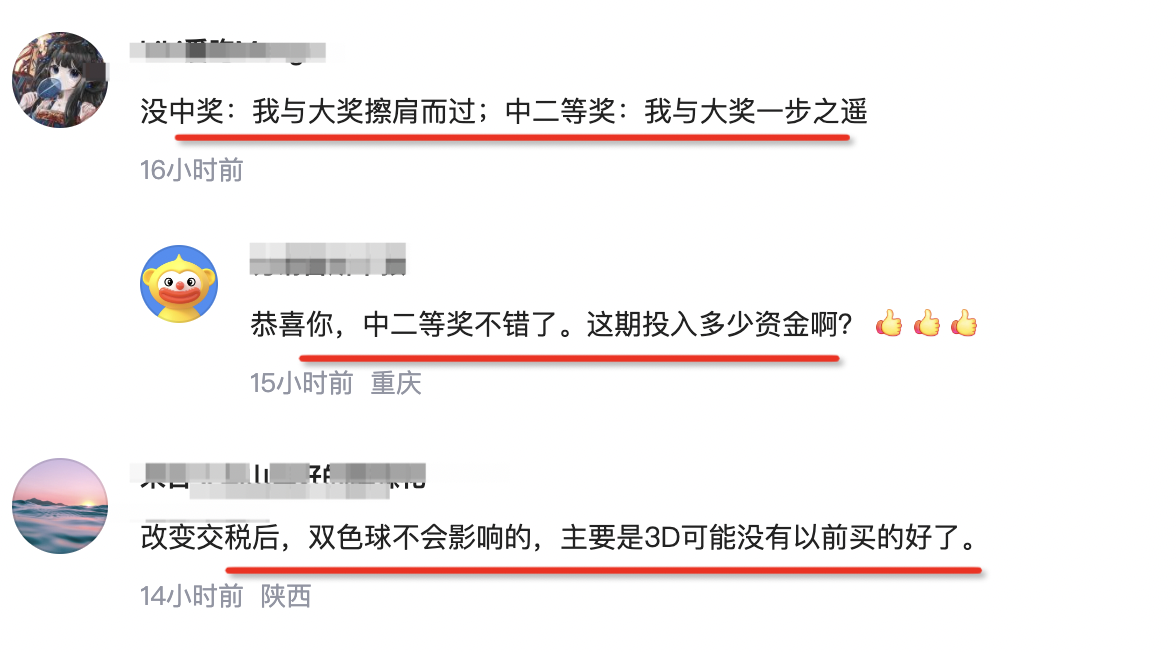 没中奖：我与大奖擦肩而过；中二等奖：我与大奖一步之遥
16小时前
恭喜你，中二等奖不错了。这期投入多少资金啊？👍👍👍
15小时前 重庆
改变交税后，双色球不会影响的，主要是3D可能没有以前买的好了。
14小时前 陕西